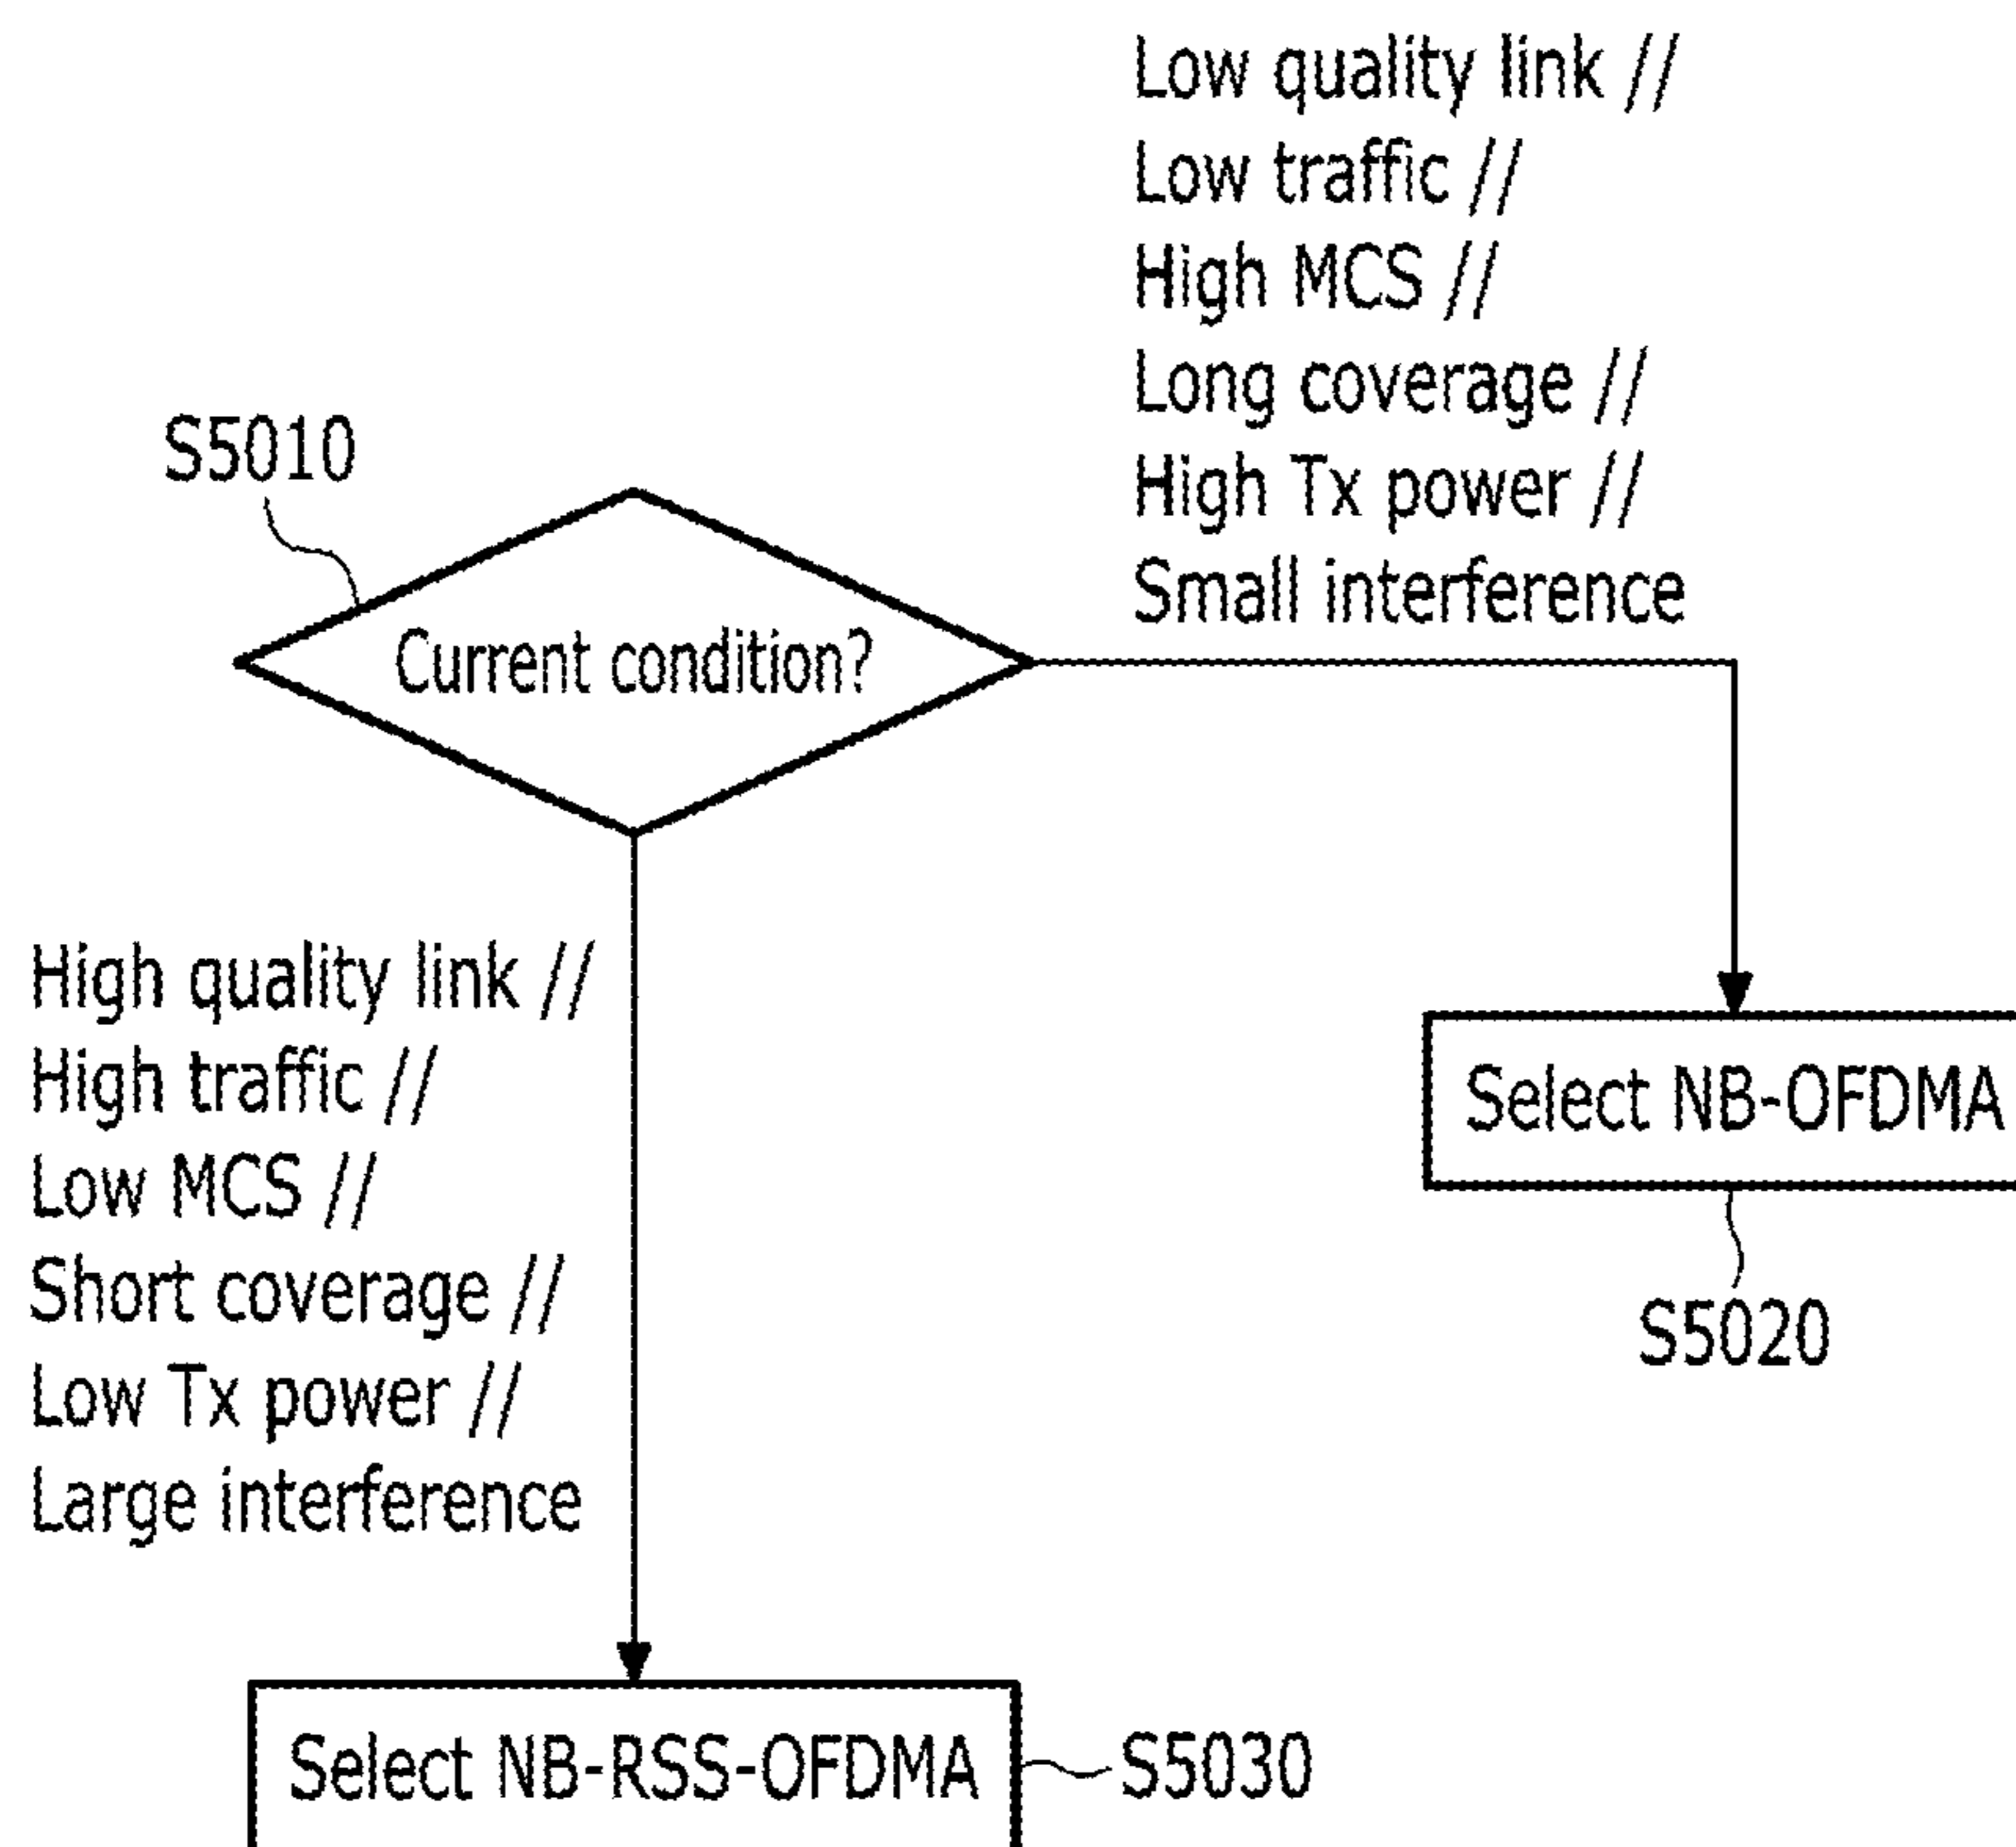 Low quality link //
Low traffic //
High MCS //
Long coverage //
High Tx power //
Small interference
S5010
Current condition?
High quality link //
High traffic //
Low MCS //
Short coverage //
Low Tx power //
Large interference
Select NB-OFDMA
S5020
Select NB-RSS-OFDMA
S5030